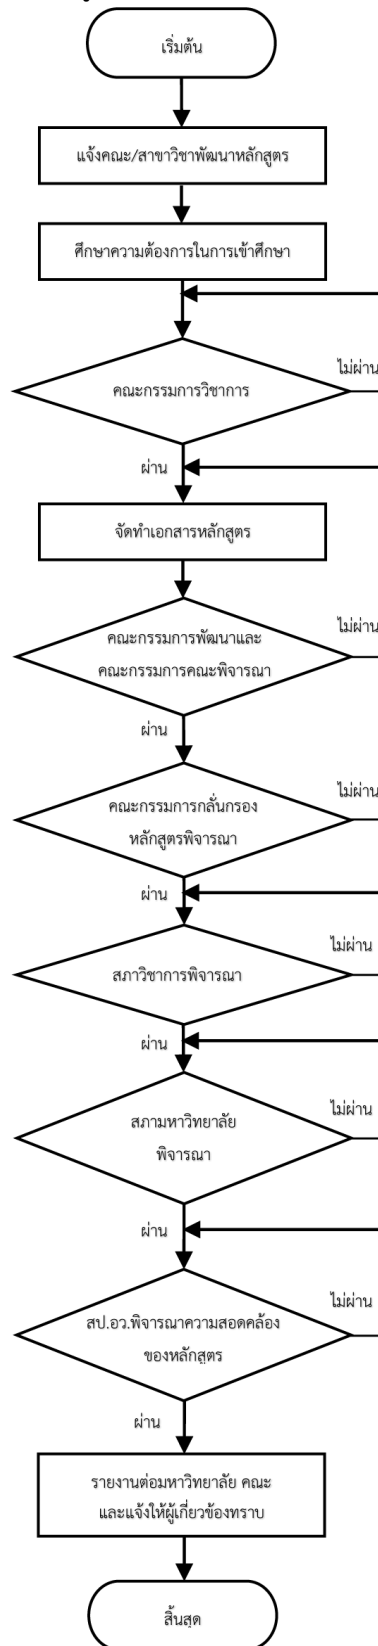 เริ่มต้น
แจ้งคณะ/สาขาวิชาพัฒนาหลักสูตร
ศึกษาความต้องการในการเข้าศึกษา
คณะกรรมการวิชาการ
ไม่ผ่าน
ผ่าน
จัดทำเอกสารหลักสูตร
คณะกรรมการพัฒนาและ
คณะกรรมการคณะพิจารณา
ไม่ผ่าน
ผ่าน
คณะกรรมการกลั่นกรอง
หลักสูตรพิจารณา
ไม่ผ่าน
ผ่าน
สภาวิชาการพิจารณา
ไม่ผ่าน
ผ่าน
สภามหาวิทยาลัย
พิจารณา
ไม่ผ่าน
ผ่าน
สป.อว.พิจารณาความสอดคล้อง
ของหลักสูตร
ไม่ผ่าน
ผ่าน
รายงานต่อมหาวิทยาลัย คณะ
และแจ้งให้ผู้เกี่ยวข้องทราบ
สิ้นสุด